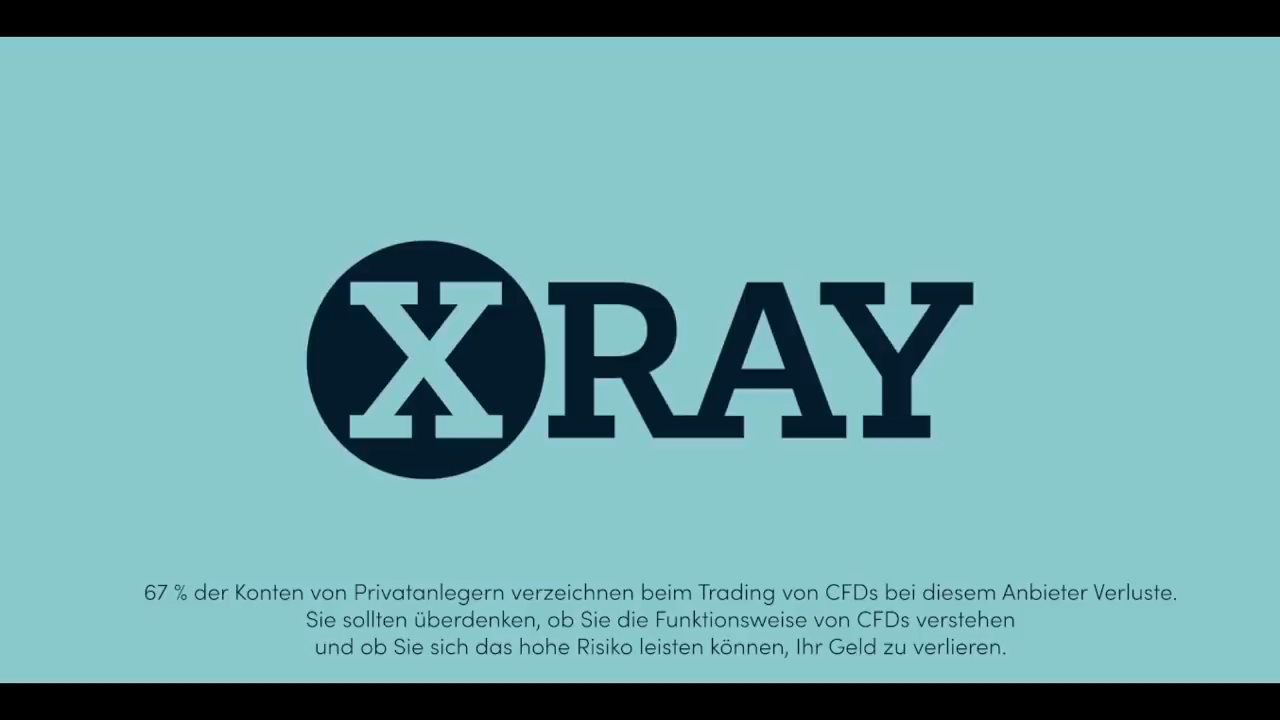 XRAY
67 % der Konten von Privatanlegern verzeichnen beim Trading von CFDs bei diesem Anbieter Verluste.
Sie sollten überdenken, ob Sie die Funktionsweise von CFDs verstehen
und ob Sie sich das hohe Risiko leisten können, Ihr Geld zu verlieren.